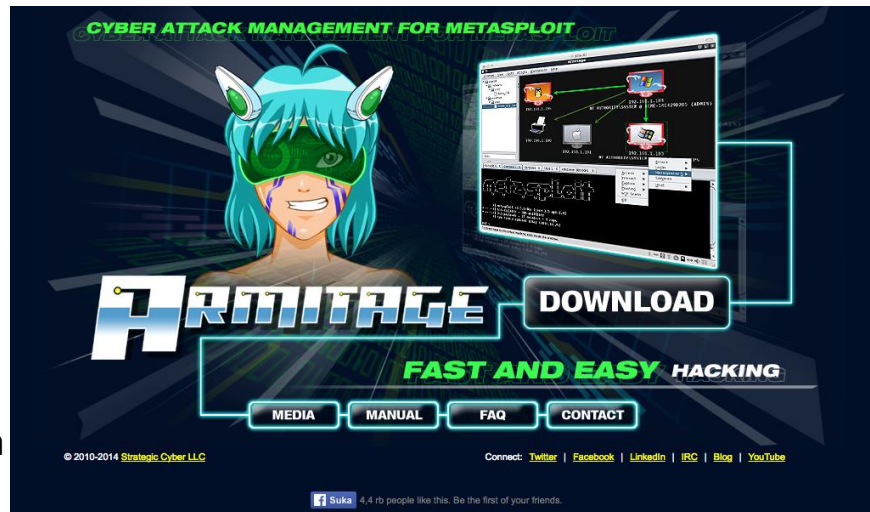 CYBER ATTACK MANAGEMENT FOR METASPLOIT
metasploit
ARMITAGE
DOWNLOAD
FAST AND EASY HACKING
MEDIA MANUAL FAQ CONTACT
© 2010-2014 Strategic Cyber LLC
Connect: Twitter | Facebook | LinkedIn | IRC | Blog | YouTube
Suka 4,4 rb people like this. Be the first of your friends.